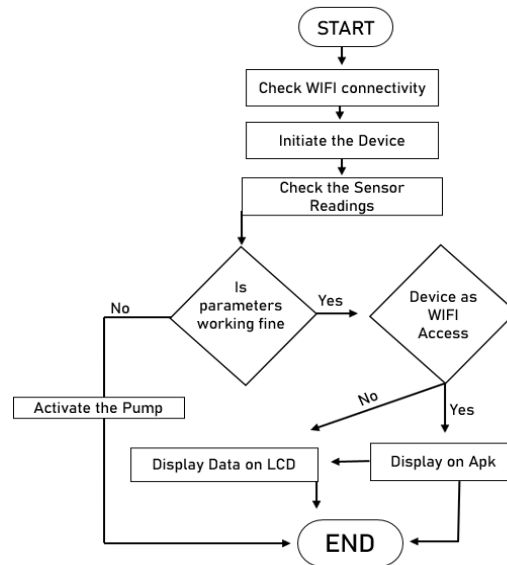 START
Check WIFI connectivity
Initiate the Device
Check the Sensor
Readings
Is
parameters
working fine
No
Yes
Device as
WIFI
Access
Activate the Pump
No
Yes
Display Data on LCD
Display on Apk
END